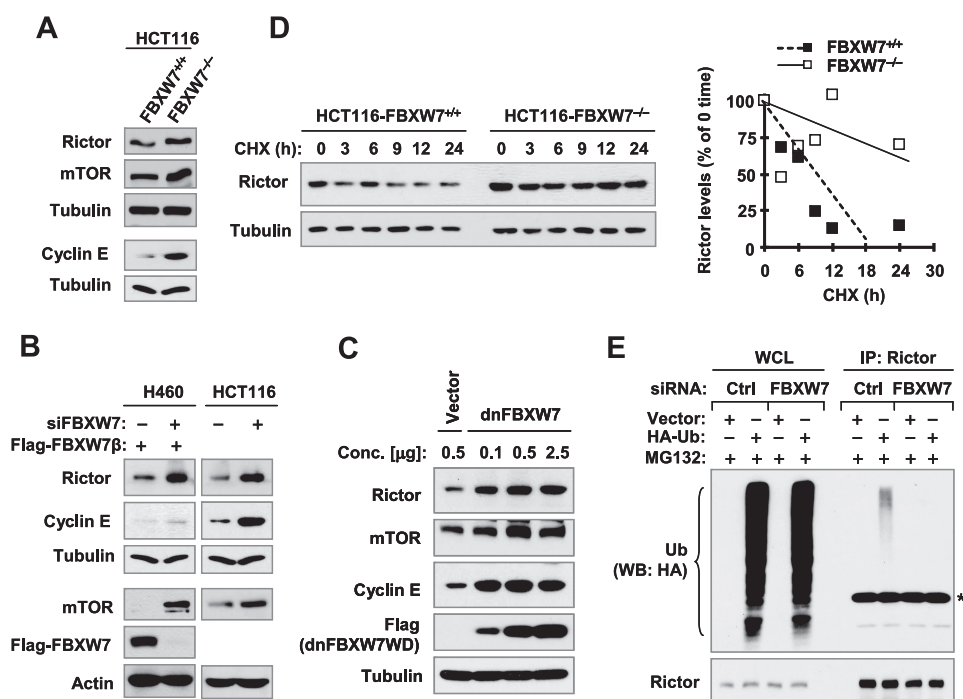 A
HCT116
FBXW7+/+
FBXW7–/–
Rictor
mTOR
Tubulin
Cyclin E
Tubulin
D
HCT116-FBXW7+/+
HCT116-FBXW7–/–
CHX (h): 0 3 6 9 12 24 0 3 6 9 12 24
Rictor
Tubulin
FBXW7+/+
FBXW7–/–
Rictor levels (% of 0 time)
100
75
50
25
0
0 6 12 18 24 30
CHX (h)
B
H460 HCT116
siFBXW7: – + – +
Flag-FBXW7β: + +
Rictor
Cyclin E
Tubulin
mTOR
Flag-FBXW7
Actin
C
Vector
dnFBXW7
Conc. [µg] 0.5 0.1 0.5 2.5
Rictor
mTOR
Cyclin E
Flag
(dnFBXW7WD)
Tubulin
E
WCL IP: Rictor
siRNA: Ctrl FBXW7 Ctrl FBXW7
Vector: + – + – + – + –
HA-Ub: – + – + – + – +
MG132: + + + + + + + +
Ub
(WB: HA)
*
Rictor